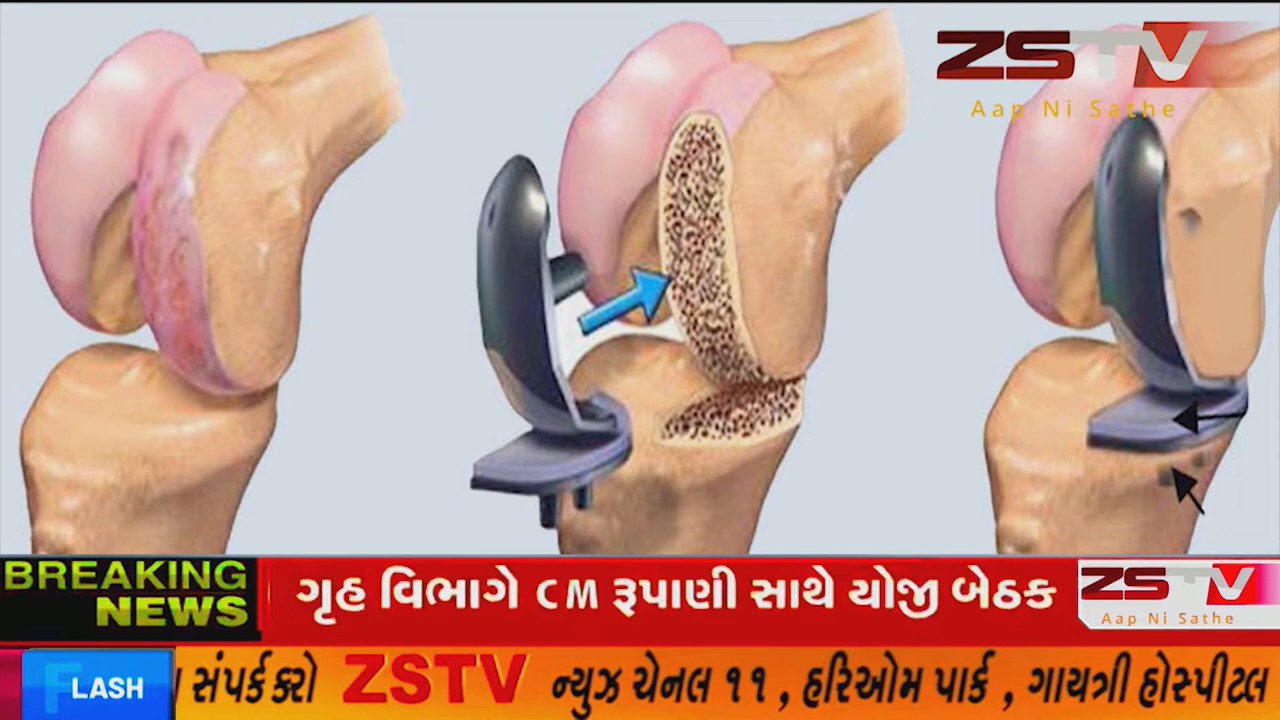 ZSTV
Aap Ni Sathe
BREAKING
NEWS
ગૃહ વિભાગે CM રૂપાણી સાથે યોજી બેઠક
ZSTV
Aap Ni Sathe
FLASH
સંપર્ક કરો ZSTV ન્યુઝ ચેનલ ૧૧ , હરિઓમ પાર્ક , ગાયત્રી હોસ્પીટલ